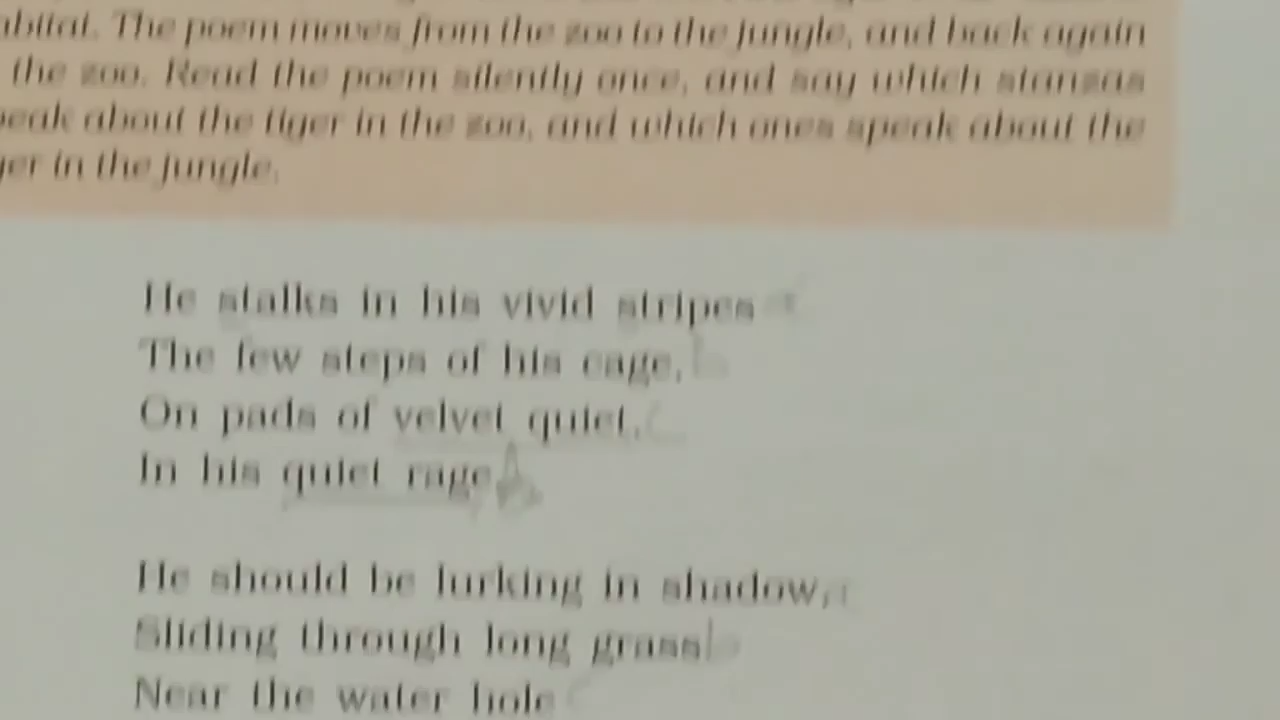 abitat. The poem moves from the zoo to the jungle, and back again
the zoo. Read the poem silently once, and say which stanzas
peak about the tiger in the zoo, and which ones speak about the
ger in the jungle.
He stalks in his vivid stripes
The few steps of his cage,
On pads of velvet quiet,
In his quiet rage
He should be lurking in shadow,
Sliding through long grass
Near the water hole